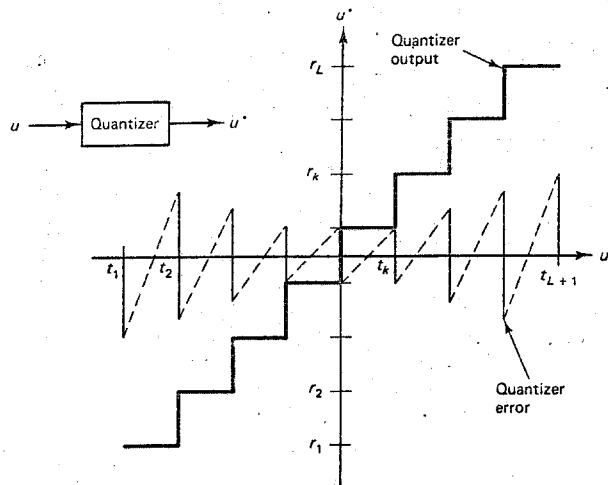 u•
Quantizer
output
r_L
u
Quantizer
u•
r_k
t_1
t_2
t_k
u
t_{L+1}
r_2
Quantizer
error
r_1